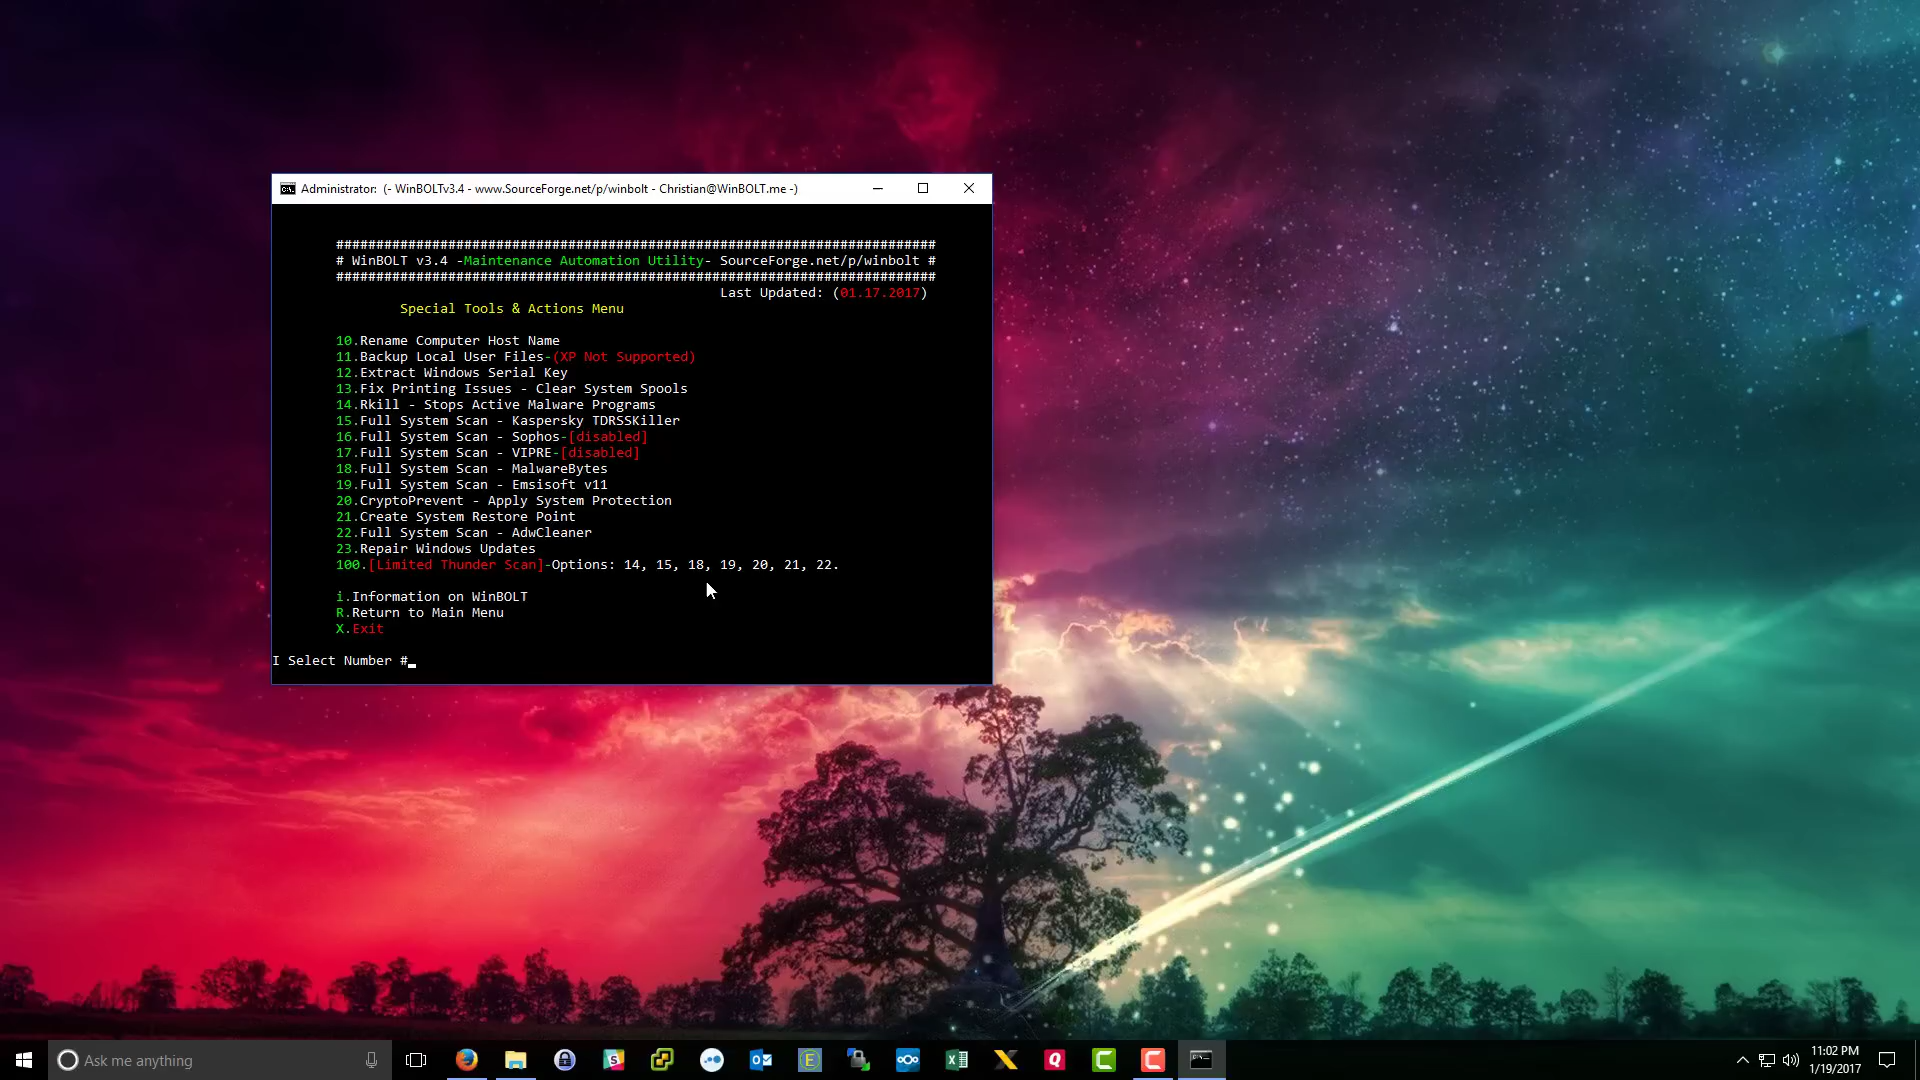 Administrator:  (- WinBOLTv3.4 - www.SourceForge.net/p/winbolt - Christian@WinBOLT.me -)
###########################################################################
# WinBOLT v3.4 -Maintenance Automation Utility- SourceForge.net/p/winbolt #
###########################################################################
Last Updated: (01.17.2017)
Special Tools & Actions Menu
10.Rename Computer Host Name
11.Backup Local User Files-(XP Not Supported)
12.Extract Windows Serial Key
13.Fix Printing Issues - Clear System Spools
14.Rkill - Stops Active Malware Programs
15.Full System Scan - Kaspersky TDRSSKiller
16.Full System Scan - Sophos-[disabled]
17.Full System Scan - VIPRE-[disabled]
18.Full System Scan - MalwareBytes
19.Full System Scan - Emsisoft v11
20.CryptoPrevent - Apply System Protection
21.Create System Restore Point
22.Full System Scan - AdwCleaner
23.Repair Windows Updates
100.[Limited Thunder Scan]-Options: 14, 15, 18, 19, 20, 21, 22.
i.Information on WinBOLT
R.Return to Main Menu
X.Exit
I Select Number #_
Ask me anything
11:02 PM
1/19/2017